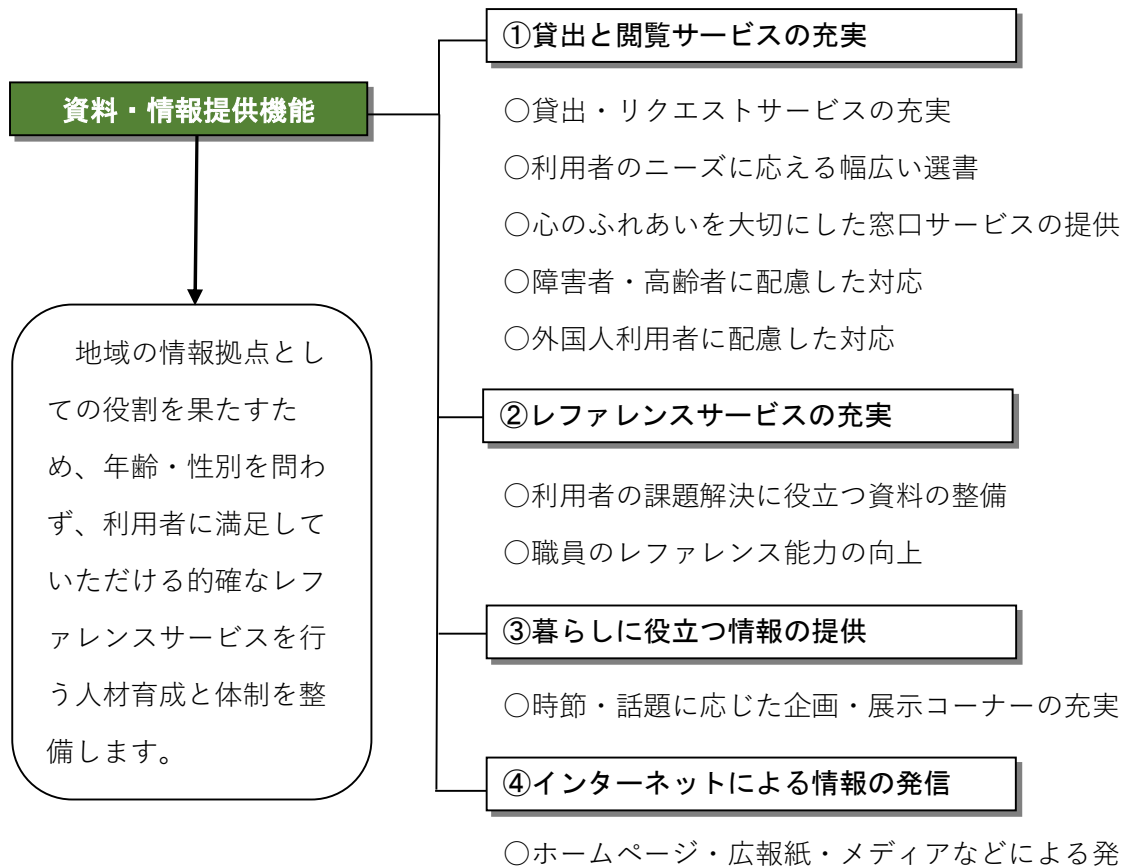 資料・情報提供機能
地域の情報拠点とし
ての役割を果たすた
め、年齢・性別を問わ
ず、利用者に満足して
いただける的確なレフ
ァレンスサービスを行
う人材育成と体制を整
備します。
①貸出と閲覧サービスの充実
○貸出・リクエストサービスの充実
○利用者のニーズに応える幅広い選書
○心のふれあいを大切にした窓口サービスの提供
○障害者・高齢者に配慮した対応
○外国人利用者に配慮した対応
②レファレンスサービスの充実
○利用者の課題解決に役立つ資料の整備
○職員のレファレンス能力の向上
③暮らしに役立つ情報の提供
○時節・話題に応じた企画・展示コーナーの充実
④インターネットによる情報の発信
○ホームページ・広報紙・メディアなどによる発